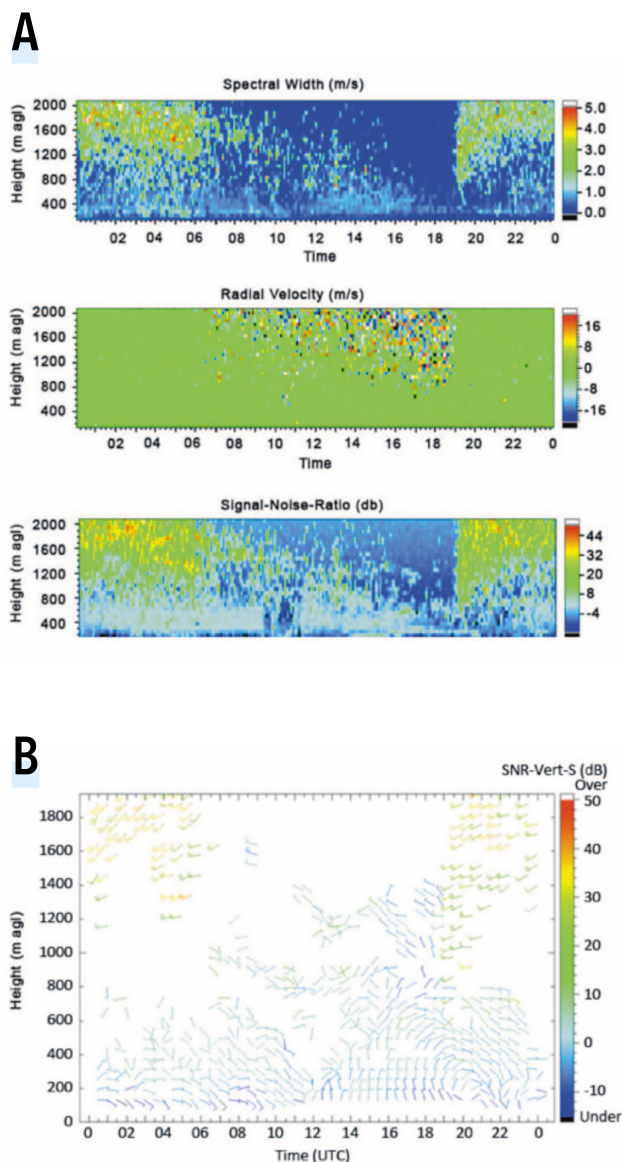 A
Spectral Width (m/s)
Height (m agl)
2000
1600
1200
800
400
5.0
4.0
3.0
2.0
1.0
0.0
02 04 06 08 10 12 14 16 18 20 22 0
Time
Radial Velocity (m/s)
Height (m agl)
2000
1600
1200
800
400
16
8
0
-8
-16
02 04 06 08 10 12 14 16 18 20 22 0
Time
Signal-Noise-Ratio (db)
Height (m agl)
2000
1600
1200
800
400
44
32
20
8
-4
02 04 06 08 10 12 14 16 18 20 22 0
Time
B
SNR-Vert-S (dB)
Over
Height (m agl)
1800
1600
1400
1200
1000
800
600
400
200
0
50
40
30
20
10
0
-10
Under
0 02 04 06 08 10 12 14 16 18 20 22 0
Time (UTC)